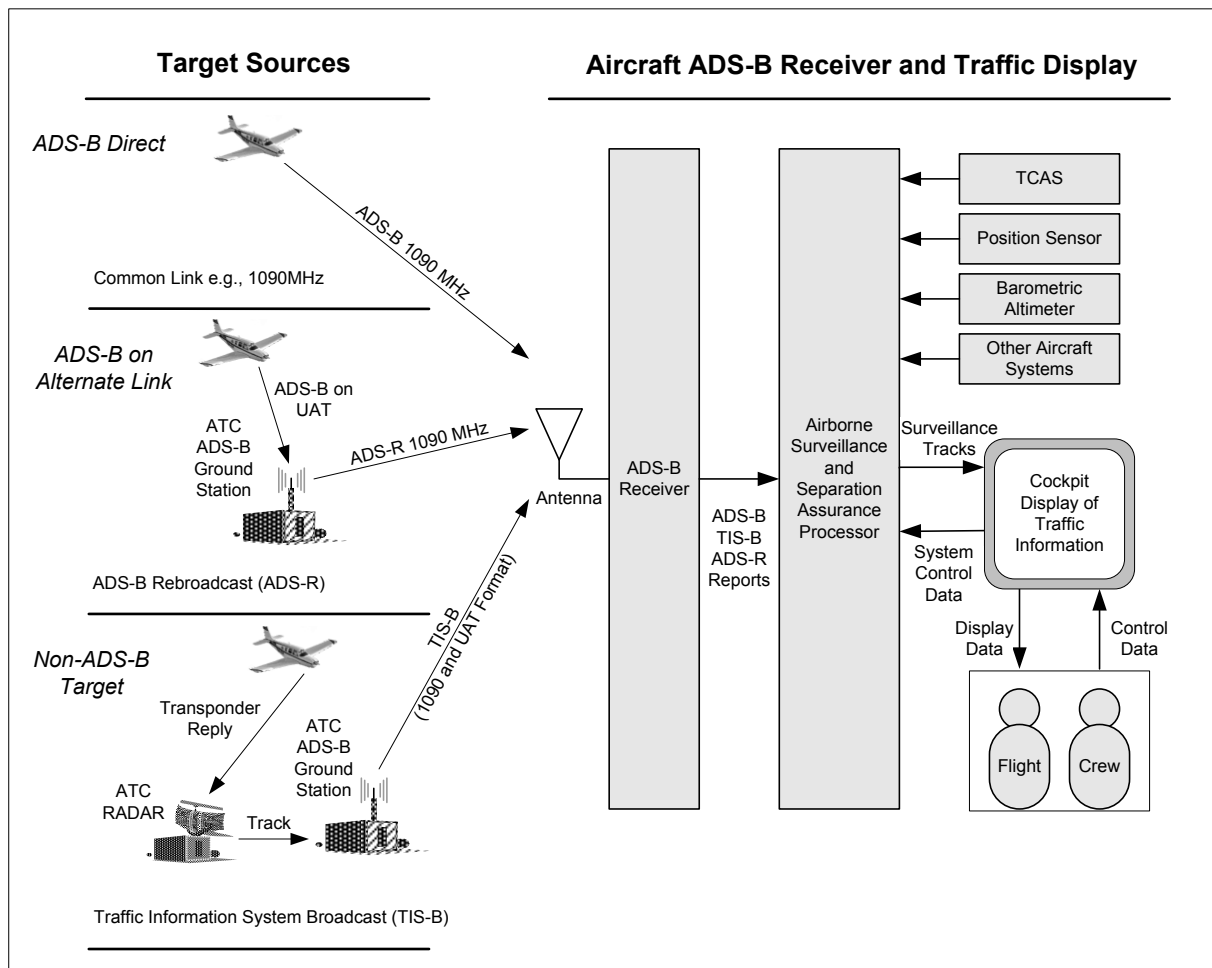 Target Sources
Aircraft ADS-B Receiver and Traffic Display
ADS-B Direct
ADS-B 1090 MHz
Common Link e.g., 1090MHz
ADS-B on
Alternate Link
ADS-B on
UAT
ATC
ADS-B
Ground
Station
ADS-R 1090 MHz
ADS-B Rebroadcast (ADS-R)
Non-ADS-B
Target
Transponder
Reply
ATC
RADAR
Track
ATC
ADS-B
Ground
Station
TIS-B
(1090 and UAT Format)
Traffic Information System Broadcast (TIS-B)
Antenna
ADS-B
Receiver
ADS-B
TIS-B
ADS-R
Reports
Airborne
Surveillance
and
Separation
Assurance
Processor
TCAS
Position Sensor
Barometric
Altimeter
Other Aircraft
Systems
Surveillance
Tracks
Cockpit
Display of
Traffic
Information
System
Control
Data
Display
Data
Control
Data
Flight
Crew